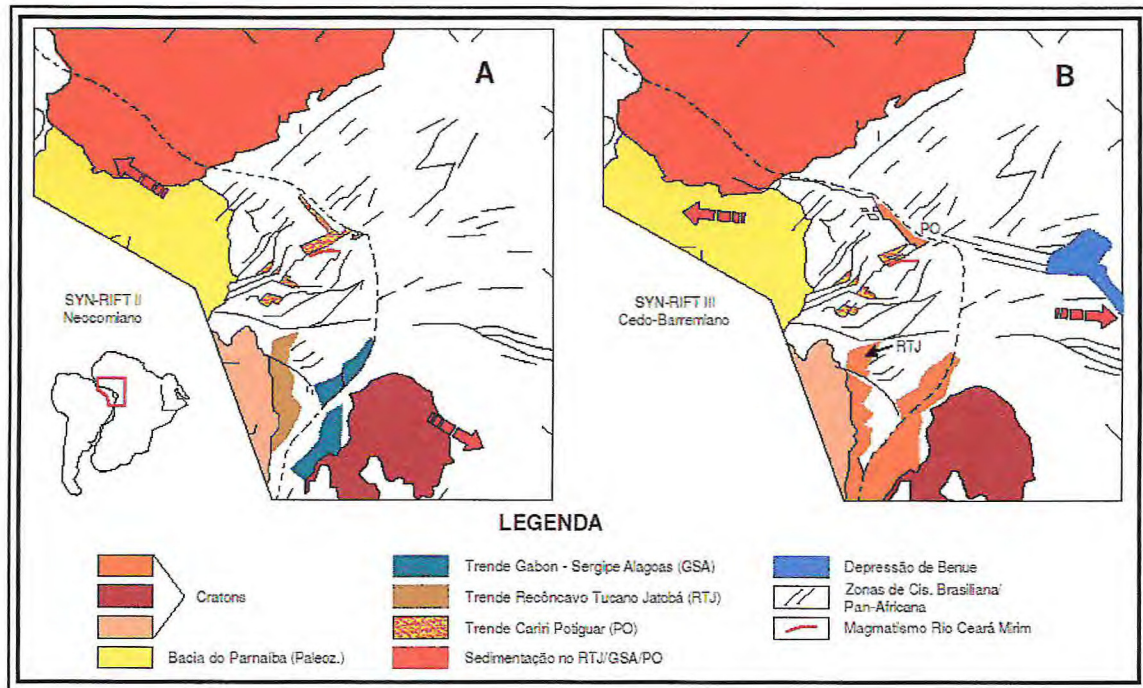 A
SYN-RIFT II
Neocomiano
B
PO
SYN-RIFT III
Cedo-Barremiano
RTJ
LEGENDA
Cratons
Bacia do Parnaíba (Paleoz.)
Trende Gabon - Sergipe Alagoas (GSA)
Trende Recôncavo Tucano Jatobá (RTJ)
Trende Cariri Potiguar (PO)
Sedimentação no RTJ/GSA/PO
Depressão de Benue
Zonas de Cis. Brasiliana/
Pan-Africana
Magmatismo Rio Ceará Mirim